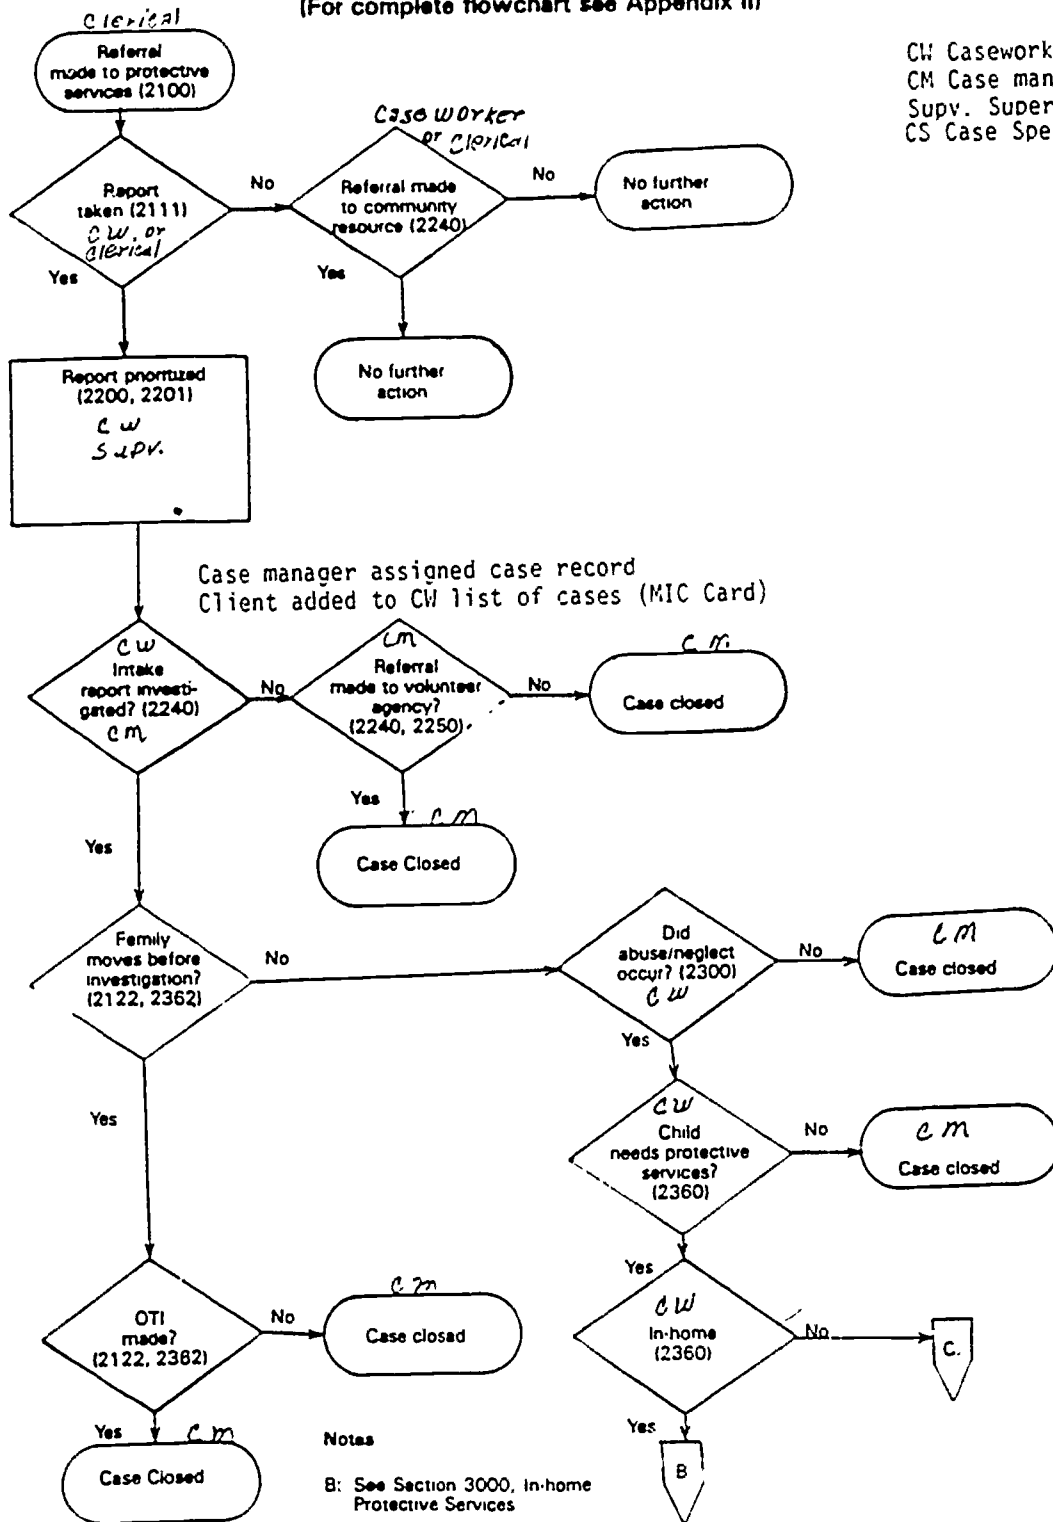 (For complete flowchart see Appendix II)
Clerical
Referral
made to protective
services (2100)
CW Casework
CM Case man
Supv. Super
CS Case Spe
Case worker
or Clerical
Report
taken (2111)
CW. or
Clerical
No
Referral made
to community
resource (2240)
No
No further
action
Yes
Yes
Report prioritized
(2200, 2201)
CW
Supv.
No further
action
Case manager assigned case record
Client added to CW list of cases (MIC Card)
CW
Intake
report investi-
gated? (2240)
CM
No
CM
Referral
made to volunteer
agency?
(2240, 2250)
No
CM
Case closed
Yes
Yes
CM
Case Closed
Family
moves before
investigation?
(2122, 2362)
No
Did
abuse/neglect
occur? (2300)
CW
No
CM
Case closed
Yes
Yes
CW
Child
needs protective
services?
(2360)
No
CM
Case closed
Yes
CW
In-home
(2360)
No
C.
OTI
made?
(2122, 2362)
No
CM
Case closed
Yes
CM
Case Closed
Yes
B
Notes
B: See Section 3000, In-home
Protective Services